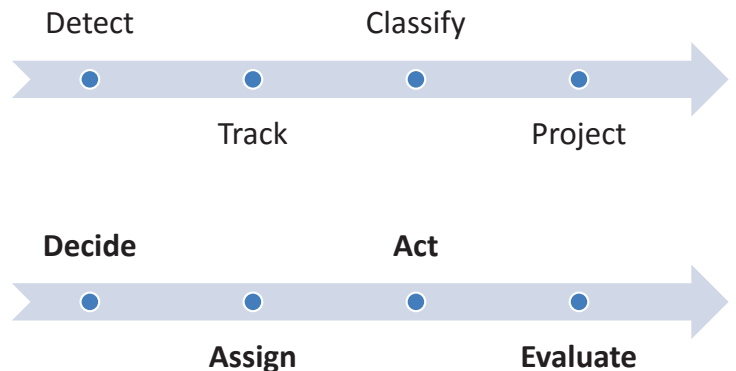 Detect Classify
Track Project
Decide Act
Assign Evaluate